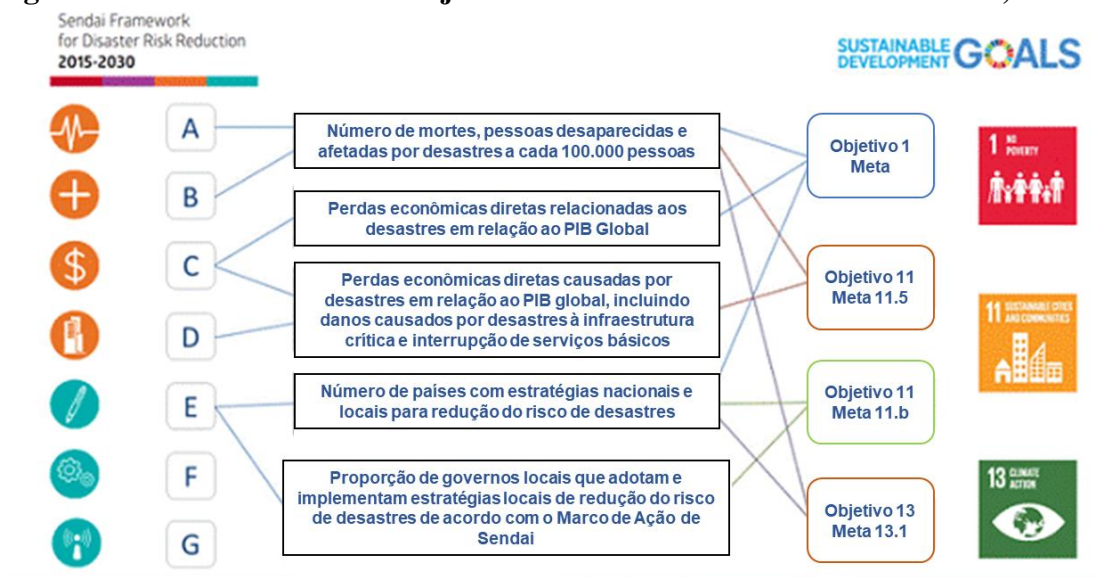 Sendai Framework
for Disaster Risk Reduction
2015-2030
SUSTAINABLE
DEVELOPMENT GOALS
A
B
C
D
E
F
G
Número de mortes, pessoas desaparecidas e
afetadas por desastres a cada 100.000 pessoas
Perdas econômicas diretas relacionadas aos
desastres em relação ao PIB Global
Perdas econômicas diretas causadas por
desastres em relação ao PIB global, incluindo
danos causados por desastres à infraestrutura
crítica e interrupção de serviços básicos
Número de países com estratégias nacionais e
locais para redução do risco de desastres
Proporção de governos locais que adotam e
implementam estratégias locais de redução do risco
de desastres de acordo com o Marco de Ação de
Sendai
Objetivo 1
Meta
Objetivo 11
Meta 11.5
Objetivo 11
Meta 11.b
Objetivo 13
Meta 13.1
1 NO
POVERTY
11 SUSTAINABLE CITIES
AND COMMUNITIES
13 CLIMATE
ACTION